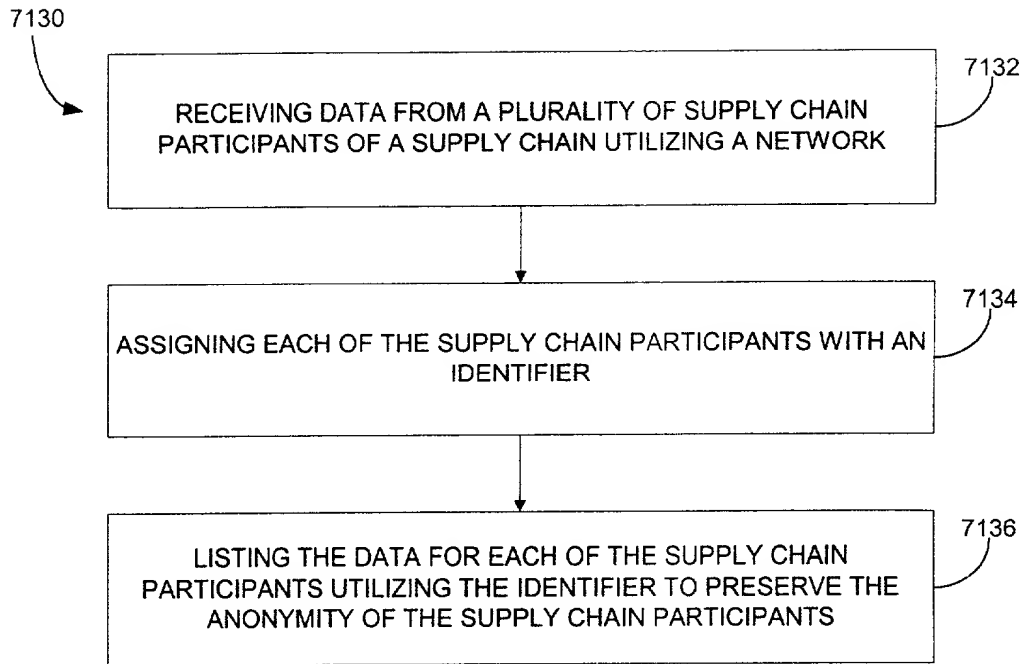 7130
7132
RECEIVING DATA FROM A PLURALITY OF SUPPLY CHAIN
PARTICIPANTS OF A SUPPLY CHAIN UTILIZING A NETWORK
7134
ASSIGNING EACH OF THE SUPPLY CHAIN PARTICIPANTS WITH AN
IDENTIFIER
7136
LISTING THE DATA FOR EACH OF THE SUPPLY CHAIN
PARTICIPANTS UTILIZING THE IDENTIFIER TO PRESERVE THE
ANONYMITY OF THE SUPPLY CHAIN PARTICIPANTS